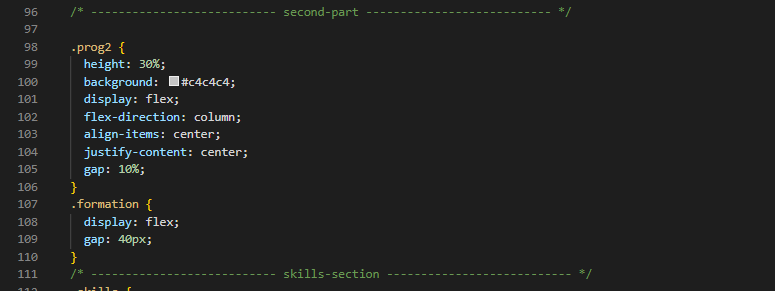 96 /* --------------------------- second-part --------------------------- */
97
98 .prog2 {
99 height: 30%;
100 background: #c4c4c4;
101 display: flex;
102 flex-direction: column;
103 align-items: center;
104 justify-content: center;
105 gap: 10%;
106 }
107 .formation {
108 display: flex;
109 gap: 40px;
110 }
111 /* --------------------------- skills-section --------------------------- */
112 .skills {